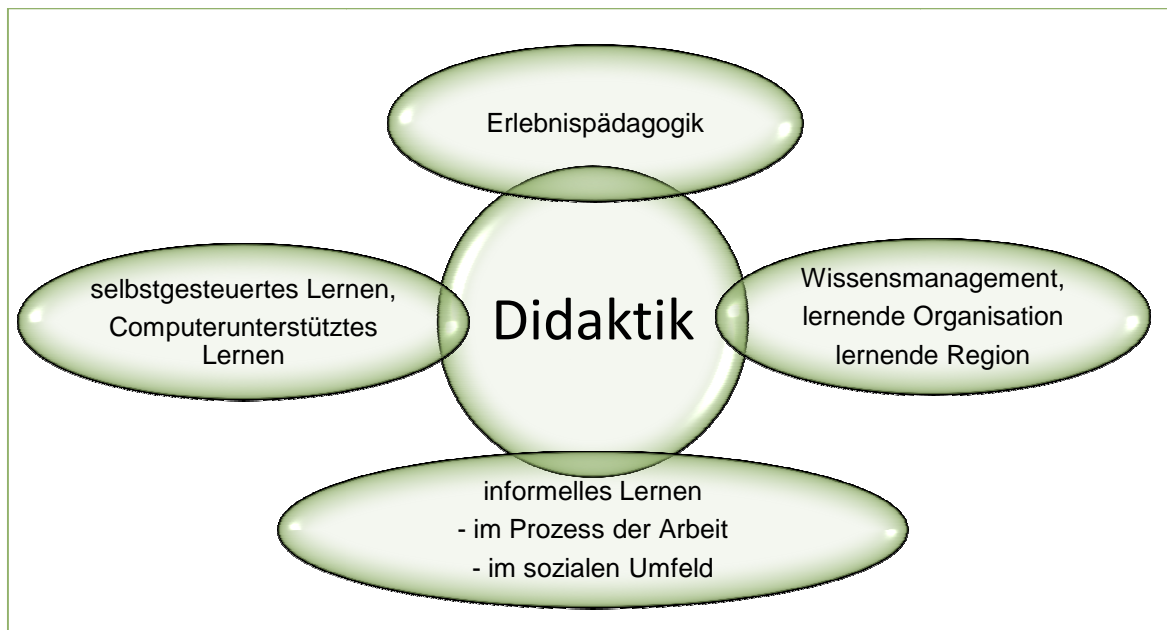 Erlebnispädagogik
selbstgesteuertes Lernen,
Computerunterstütztes
Lernen
Didaktik
Wissensmanagement,
lernende Organisation
lernende Region
informelles Lernen
- im Prozess der Arbeit
- im sozialen Umfeld